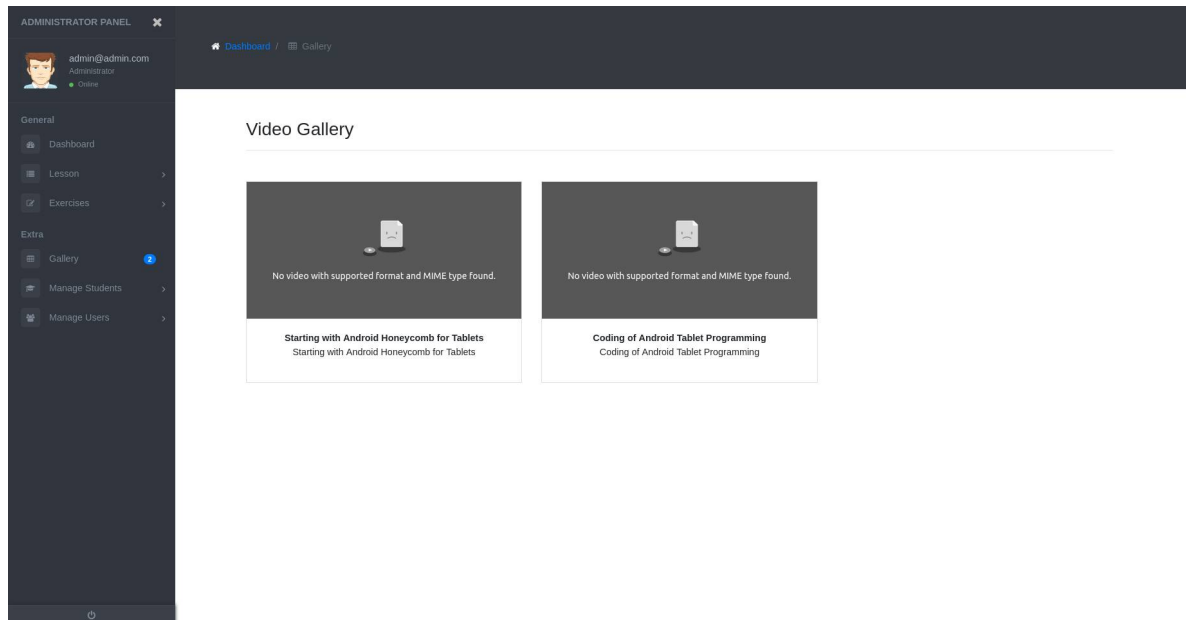 ADMINISTRATOR PANEL
admin@admin.com
Administrator
Online
General
Dashboard
Lesson
Exercises
Extra
Gallery 2
Manage Students
Manage Users
Dashboard / Gallery
Video Gallery
No video with supported format and MIME type found.
Starting with Android Honeycomb for Tablets
Starting with Android Honeycomb for Tablets
No video with supported format and MIME type found.
Coding of Android Tablet Programming
Coding of Android Tablet Programming